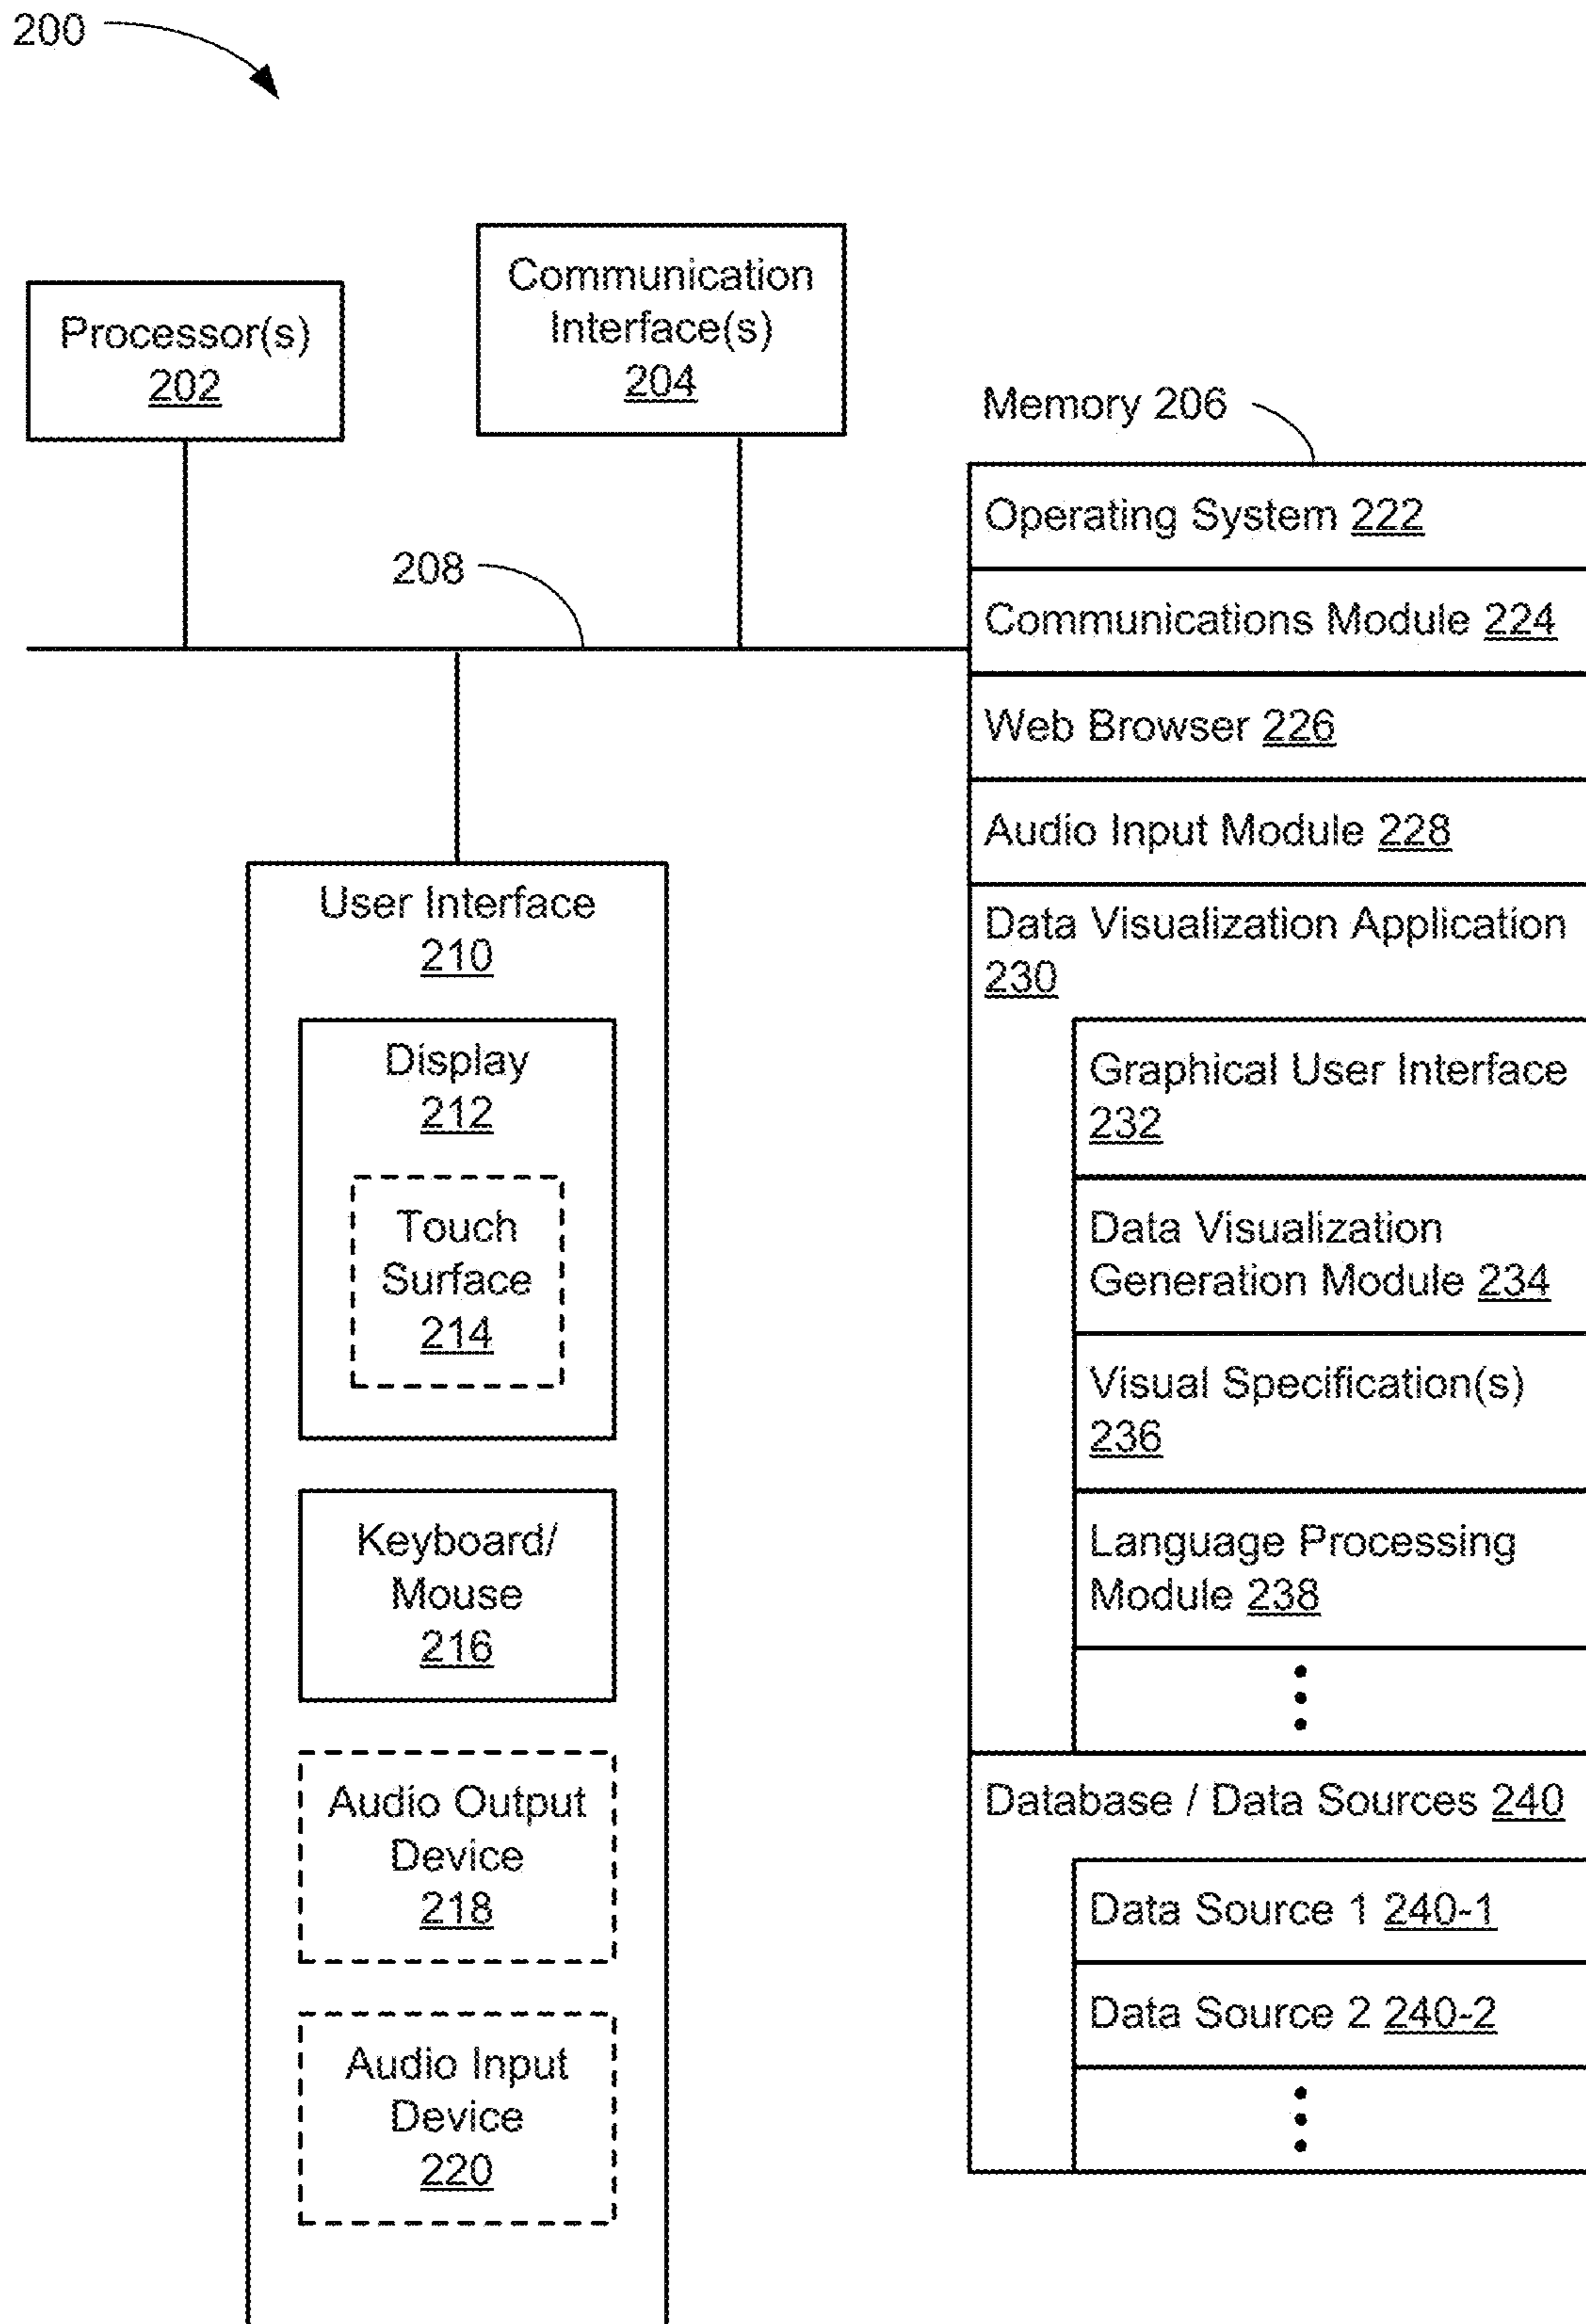 200
Processor(s)
202
Communication
Interface(s)
204
Memory 206
208
Operating System 222
Communications Module 224
Web Browser 226
Audio Input Module 228
Data Visualization Application
230
Graphical User Interface
232
Data Visualization
Generation Module 234
Visual Specification(s)
236
Language Processing
Module 238
Database / Data Sources 240
Data Source 1 240-1
Data Source 2 240-2
User Interface
210
Display
212
Touch
Surface
214
Keyboard/
Mouse
216
Audio Output
Device
218
Audio Input
Device
220